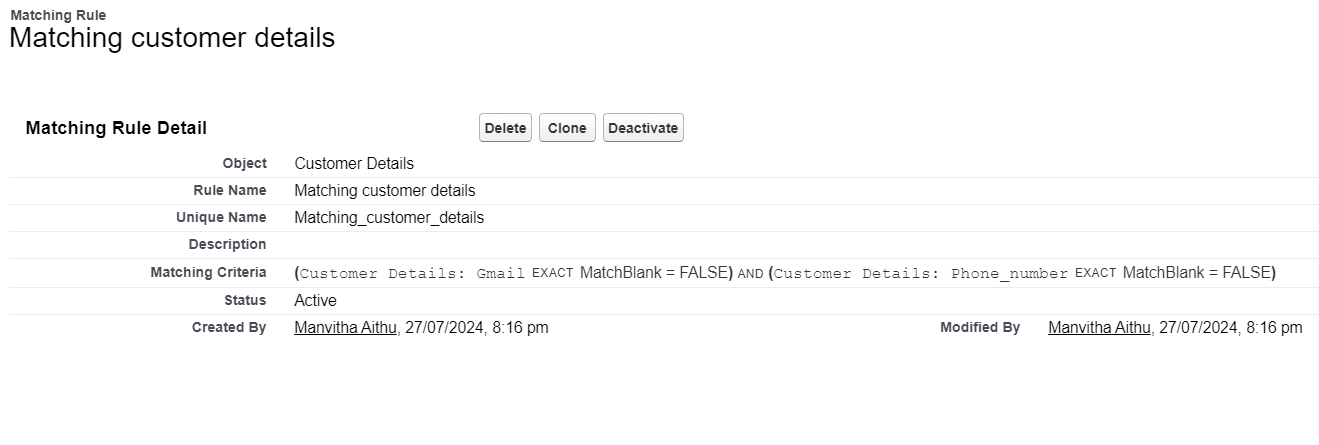 Matching Rule
Matching customer details
Matching Rule Detail Delete Clone Deactivate
Object Customer Details
Rule Name Matching customer details
Unique Name Matching_customer_details
Description
Matching Criteria (Customer Details: Gmail EXACT MatchBlank = FALSE) AND (Customer Details: Phone_number EXACT MatchBlank = FALSE)
Status Active
Created By Manvitha Aithu, 27/07/2024, 8:16 pm Modified By Manvitha Aithu, 27/07/2024, 8:16 pm